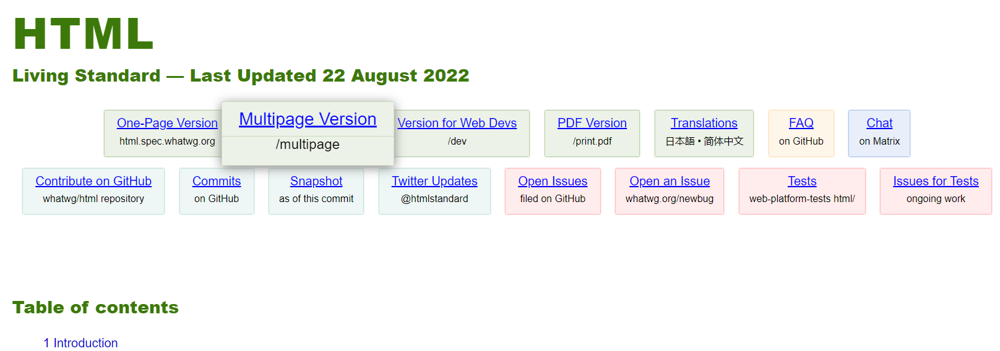 HTML
Living Standard — Last Updated 22 August 2022
One-Page Version
html.spec.whatwg.org
Multipage Version
/multipage
Version for Web Devs
/dev
PDF Version
/print.pdf
Translations
日本語 • 简体中文
FAQ
on GitHub
Chat
on Matrix
Contribute on GitHub
whatwg/html repository
Commits
on GitHub
Snapshot
as of this commit
Twitter Updates
@htmlstandard
Open Issues
filed on GitHub
Open an Issue
whatwg.org/newbug
Tests
web-platform-tests html/
Issues for Tests
ongoing work
Table of contents
1 Introduction